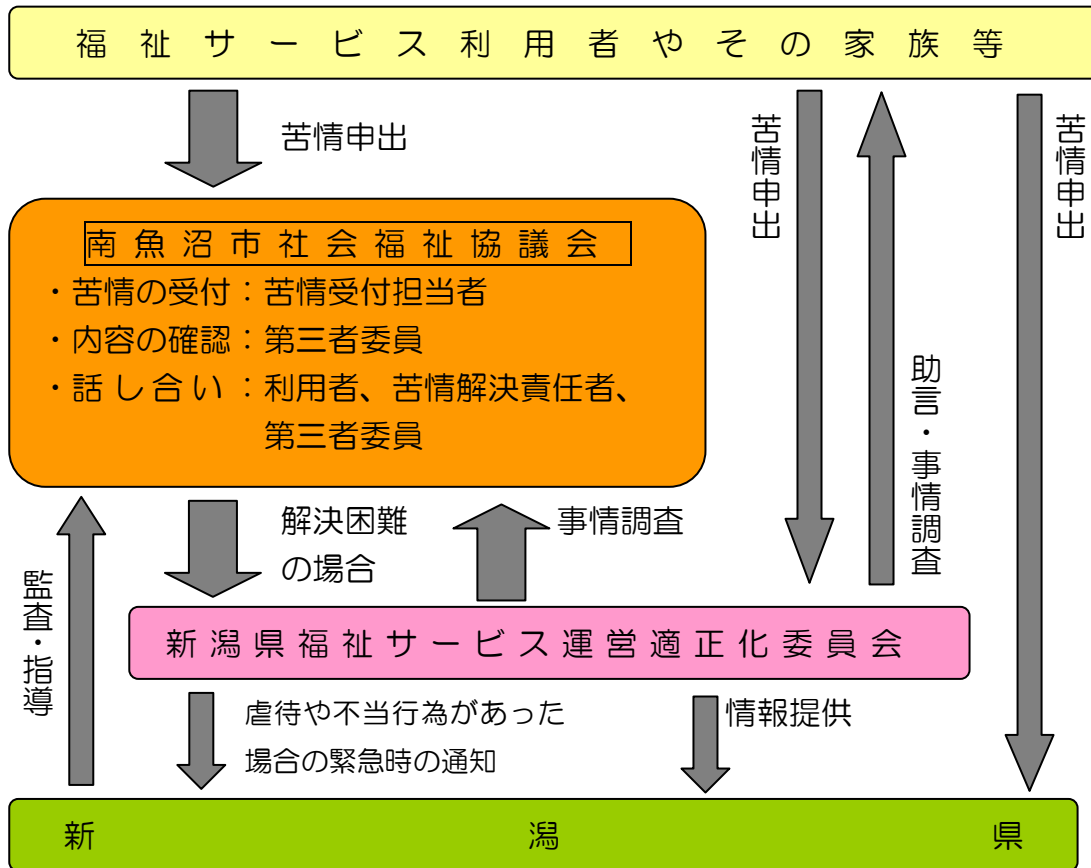 福祉サービス利用者やその家族等
苦情申出
苦情申出
苦情申出
南魚沼市社会福祉協議会
・苦情の受付：苦情受付担当者
・内容の確認：第三者委員
・話し合い：利用者、苦情解決責任者、
第三者委員
助言・事情調査
解決困難
の場合
事情調査
監査・指導
新潟県福祉サービス運営適正化委員会
虐待や不当行為があった
場合の緊急時の通知
情報提供
新潟県